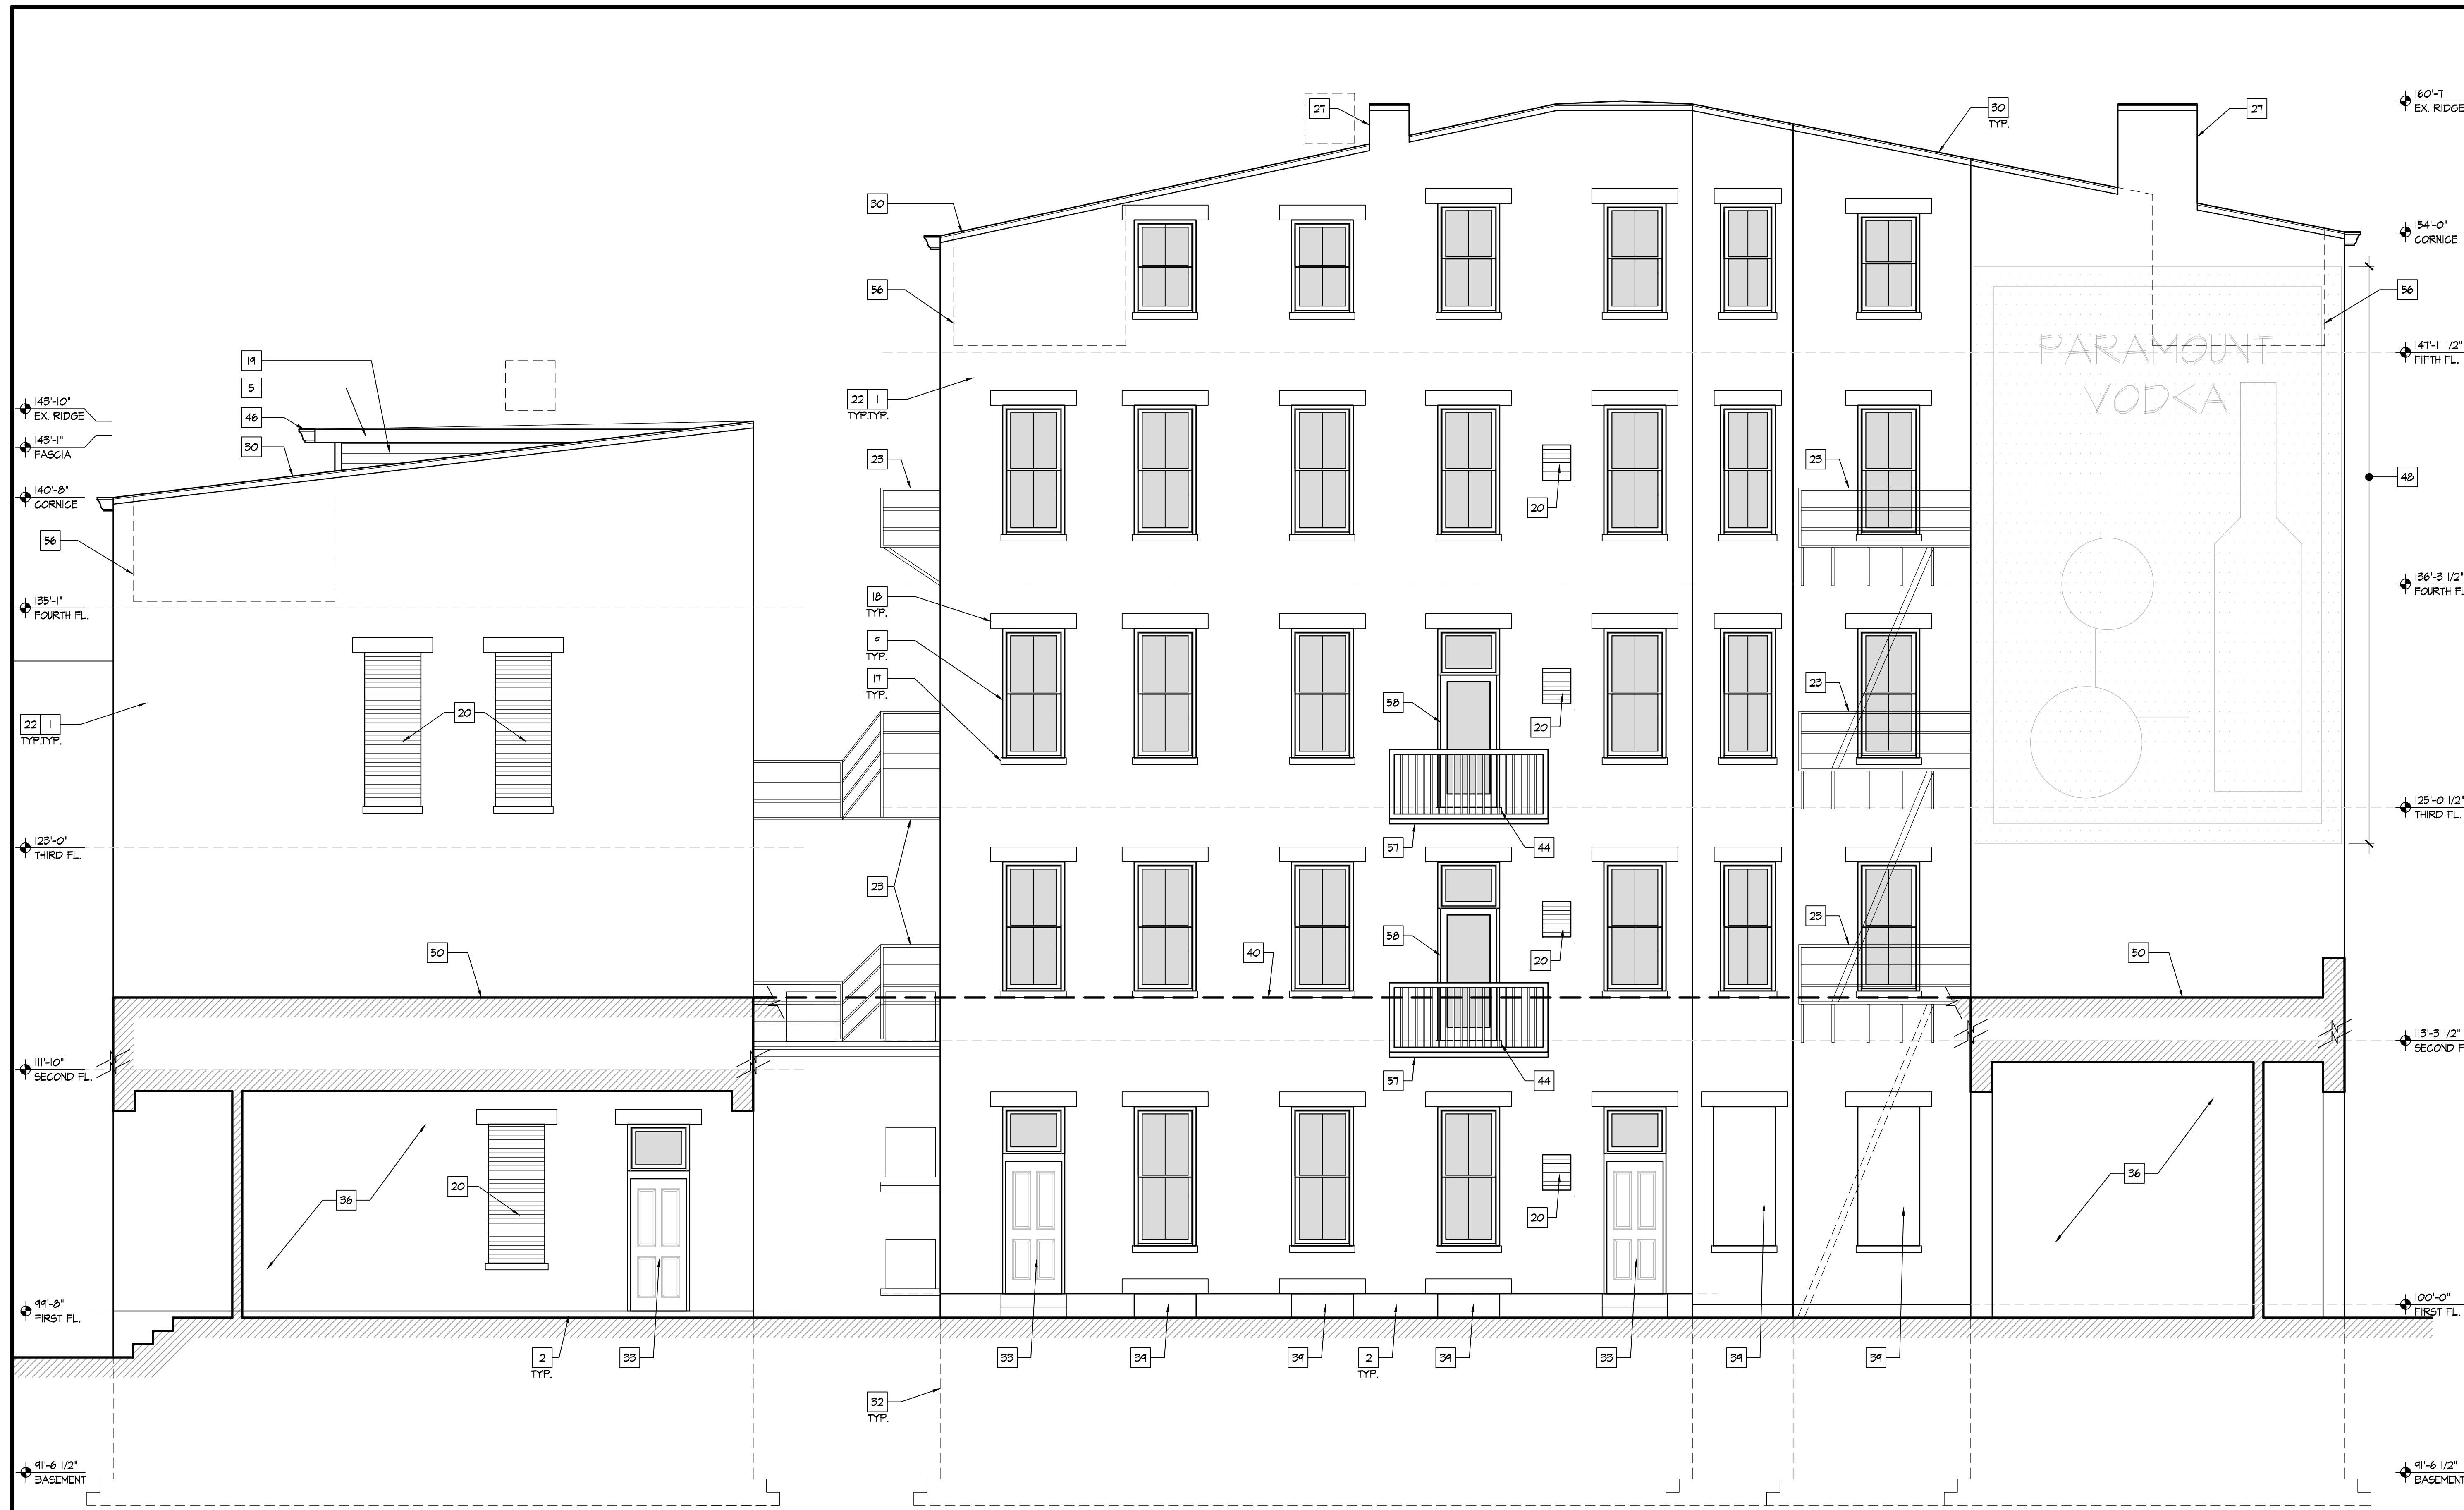 160'-7
EX. RIDGE
27
30
TYP.
27
30
154'-0"
CORNICE
56
56
PARAMOUNT
VODKA
147'-11 1/2"
FIFTH FL.
19
5
22 1
TYP.TYP.
143'-10"
EX. RIDGE
46
143'-1"
FASCIA
30
23
23
48
140'-8"
CORNICE
20
56
136'-3 1/2"
FOURTH FL
18
TYP.
135'-1"
FOURTH FL.
9
TYP.
17
TYP.
23
58
20
22 1
TYP.TYP.
20
125'-0 1/2"
THIRD FL.
123'-0"
THIRD FL.
57
44
23
23
58
50
40
20
50
113'-3 1/2"
SECOND F
111'-10"
SECOND FL.
57
44
20
36
36
20
99'-8"
FIRST FL.
100'-0"
FIRST FL.
2
TYP.
33
33
39
39
2
TYP.
39
33
39
39
32
TYP.
91'-6 1/2"
BASEMENT
91'-6 1/2"
BASEMENT